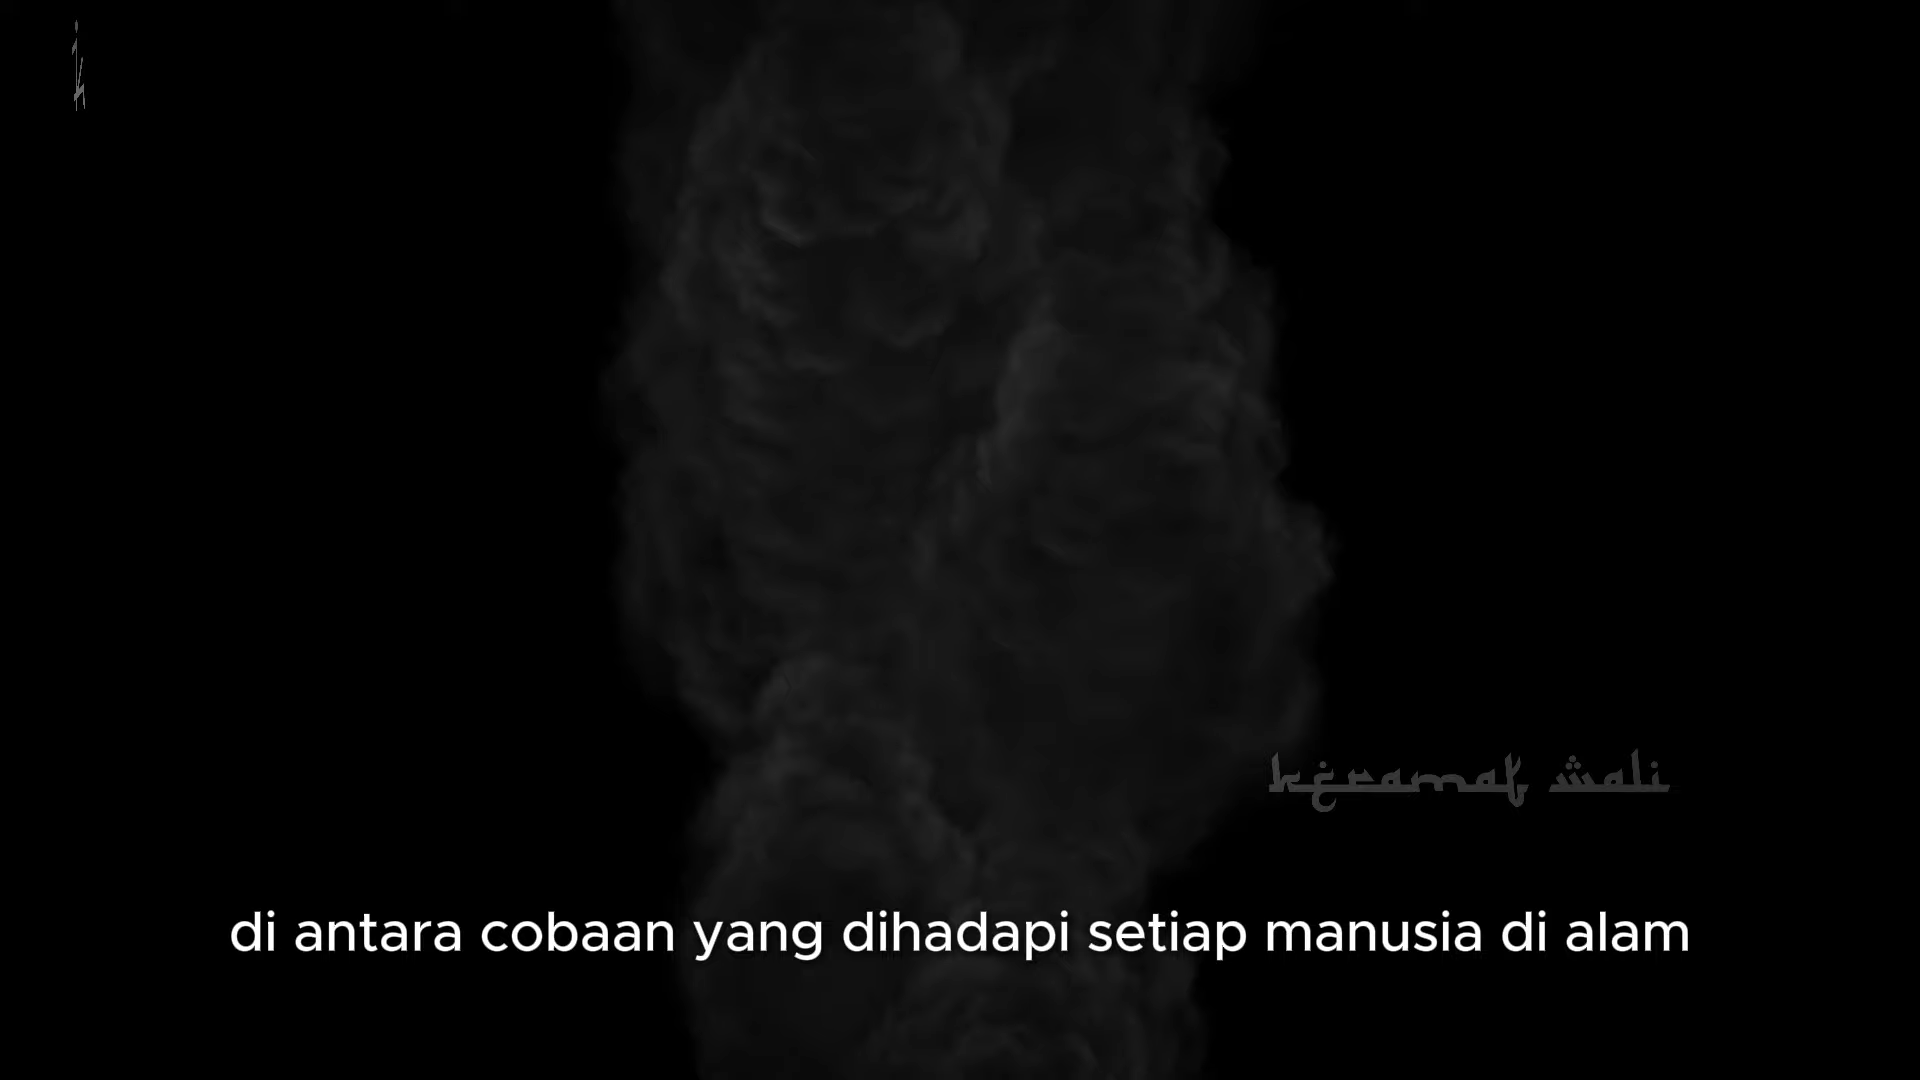 keramat wali
di antara cobaan yang dihadapi setiap manusia di alam